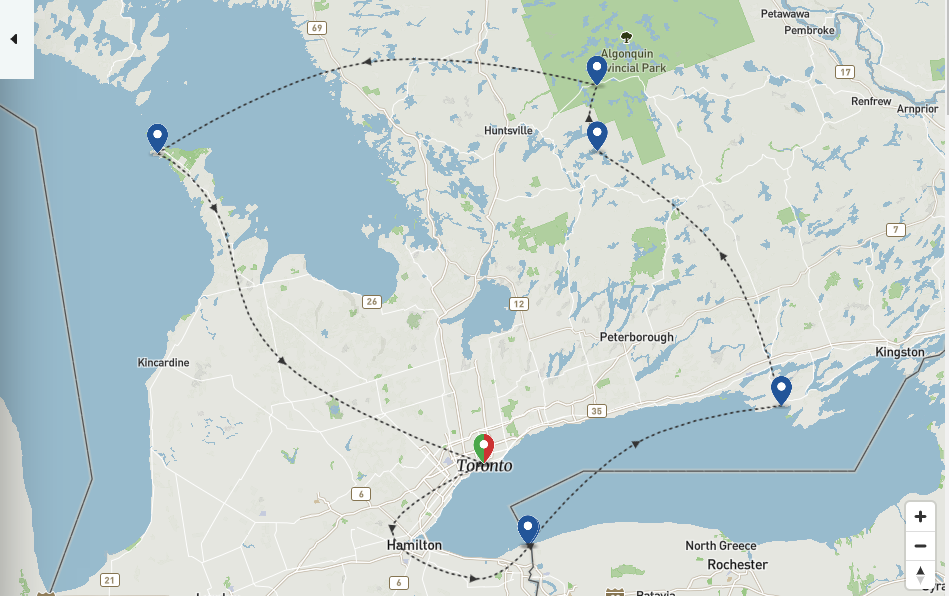 69
Petawawa
Pembroke
Algonquin
vincial Park
17
Renfrew
Arnprior
Huntsville
7
26
12
Peterborough
Kincardine
Kingston
35
Toronto
6
Hamilton
North Greece
Rochester
21
6
Batavia
+
−